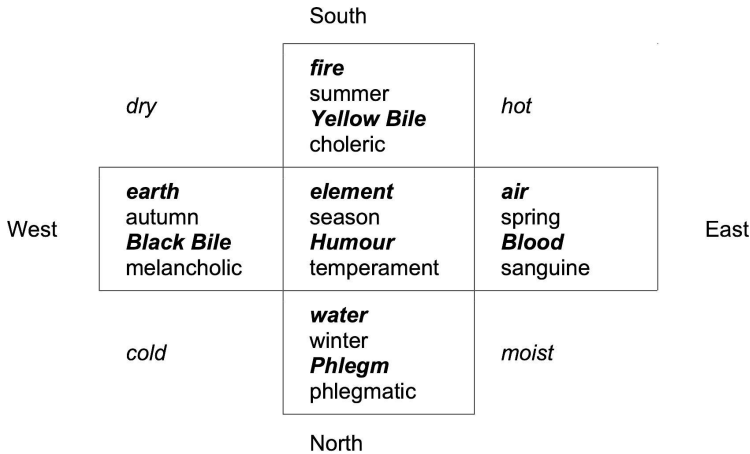 South
fire
summer
Yellow Bile
choleric
dry
hot
West
earth
autumn
Black Bile
melancholic
element
season
Humour
temperament
air
spring
Blood
sanguine
East
cold
water
winter
Phlegm
phlegmatic
moist
North